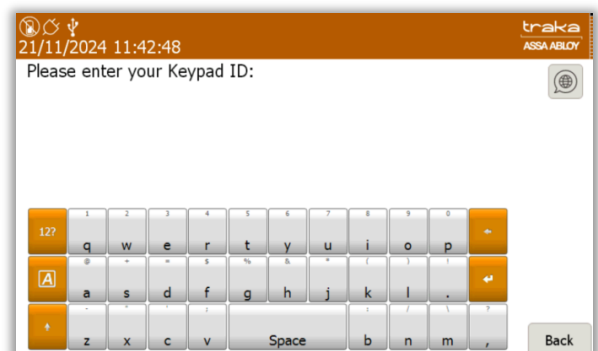 traka
21/11/2024 11:42:48
ASSA ABLOY
Please enter your Keypad ID:
1 2 3 4 5 6 7 8 9 0
12? q w e r t y u i o p
@ + = $ % & * ( ) !
A a s d f g h j k l .
z x c v Space b n m ,
Back